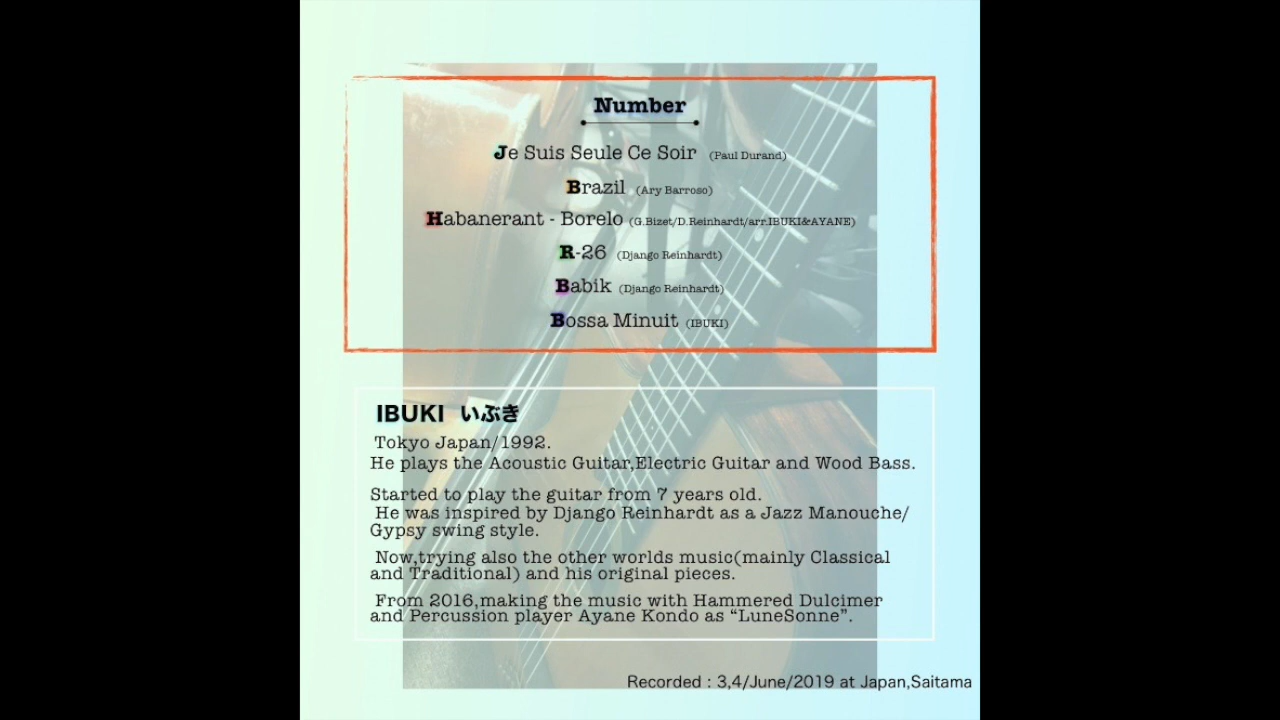 Number
Je Suis Seule Ce Soir (Paul Durand)
Brazil (Ary Barroso)
Habanerant - Borelo (G.Bizet/D.Reinhardt/arr.IBUKI&AYANE)
R-26 (Django Reinhardt)
Babik (Django Reinhardt)
Bossa Minuit (IBUKI)
IBUKI いぶき
Tokyo Japan/1992.
He plays the Acoustic Guitar,Electric Guitar and Wood Bass.
Started to play the guitar from 7 years old.
He was inspired by Django Reinhardt as a Jazz Manouche/
Gypsy swing style.
Now,trying also the other worlds music(mainly Classical
and Traditional) and his original pieces.
From 2016,making the music with Hammered Dulcimer
and Percussion player Ayane Kondo as “LuneSonne”.
Recorded : 3,4/June/2019 at Japan,Saitama